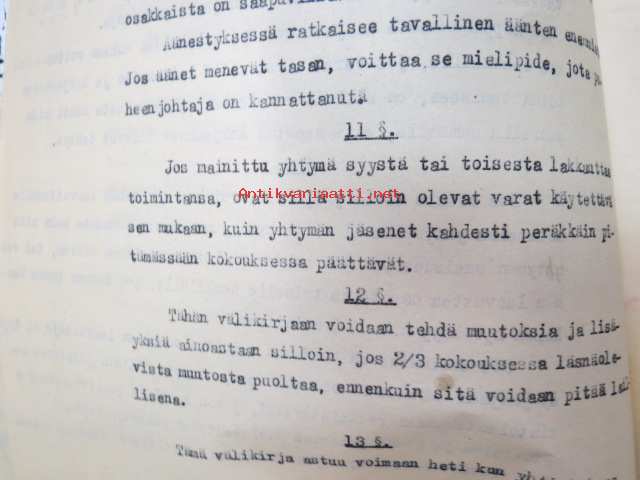 osakkaista on
Äänestyksessä ratkaisee tavallinen äänten
Jos äänet menevät tasan, voittaa se mielipide, jota
heenjohtaja on kannattanut.
11 §.
Jos mainittu yhtymä syystä tai toisesta lakkauttaa
Antikvariaatti.net
toimintansa, ovat sillä silloin olevat varat käytettävä
sen mukaan, kuin yhtymän jäsenet kahdesti peräkkäin pi-
tämässään kokouksessa päättävät.
12 §.
Tähän välikirjaan voidaan tehdä muutoksia ja lisä-
yksiä ainoastaan silloin, jos 2/3 kokouksessa läsnäole-
vista muutosta puoltaa, ennenkuin sitä voidaan pitää
lisena.
13 §.
Tämä välikirja astuu voimaan heti kun